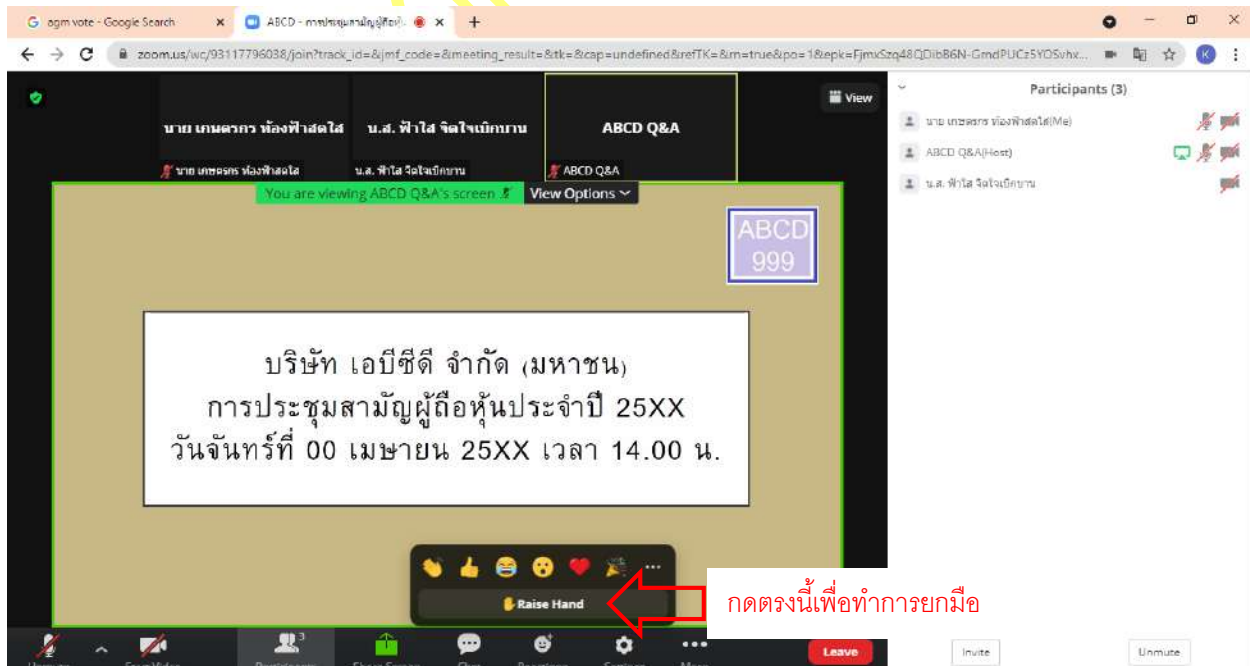 agm vote - Google Search
ABCD - การประชุมสามัญผู้ถือหุ้
zoom.us/wc/93117796038/join?track_id=&jmf_code=&meeting_result=&tk=&cap=undefined&refTK=&rn=true&po=1&epk=FjmxSzq48QDibB6N-GmdPUCz5YOSvhx...
K
View
นาย เกษตรกร ท้องฟ้าสดใส
น.ส. ฟ้าใส จิตใจเบิกบาน
ABCD Q&A
นาย เกษตรกร ท้องฟ้าสดใส
น.ส. ฟ้าใส จิตใจเบิกบาน
ABCD Q&A
You are viewing ABCD Q&A's screen
View Options
Participants (3)
นาย เกษตรกร ท้องฟ้าสดใส(Me)
ABCD Q&A(Host)
น.ส. ฟ้าใส จิตใจเบิกบาน
ABCD
999
บริษัท เอบีซีดี จำกัด (มหาชน)
การประชุมสามัญผู้ถือหุ้นประจำปี 25XX
วันจันทร์ที่ 00 เมษายน 25XX เวลา 14.00 น.
Raise Hand
กดตรงนี้เพื่อทำการยกมือ
3
Leave
Invite
Unmute